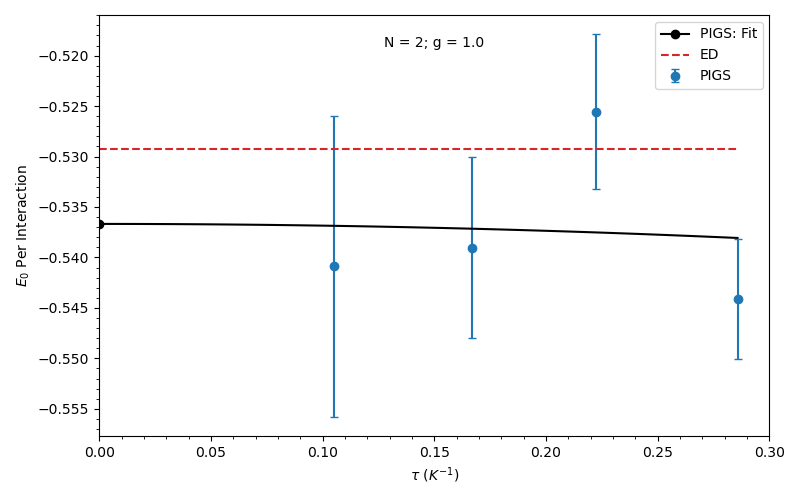 N = 2; g = 1.0
PIGS: Fit
ED
PIGS
−0.520
−0.525
−0.530
−0.535
−0.540
−0.545
−0.550
−0.555
E₀ Per Interaction
0.00 0.05 0.10 0.15 0.20 0.25 0.30
τ (K⁻¹)